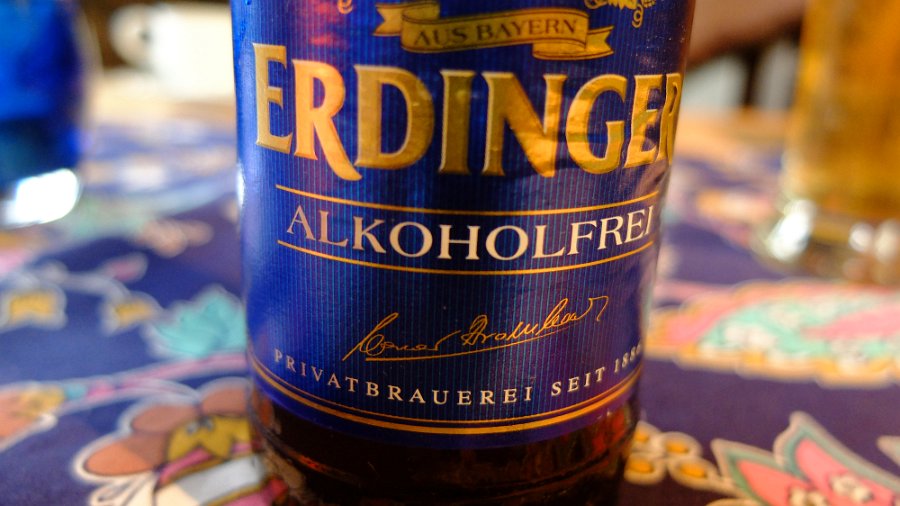 AUS BAYERN
ERDINGER
ALKOHOLFREI
PRIVATBRAUEREI SEIT